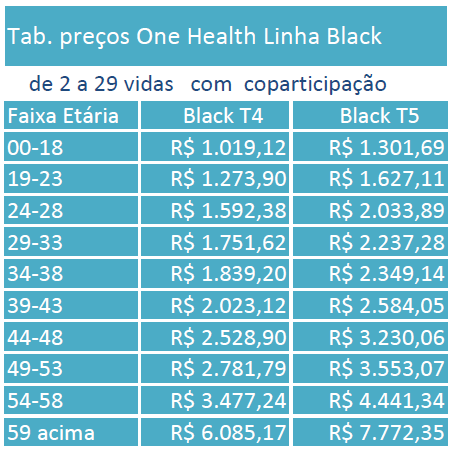 Tab. preços One Health Linha Black
de 2 a 29 vidas com coparticipação
Faixa Etária Black T4 Black T5
00-18 R$ 1.019,12 R$ 1.301,69
19-23 R$ 1.273,90 R$ 1.627,11
24-28 R$ 1.592,38 R$ 2.033,89
29-33 R$ 1.751,62 R$ 2.237,28
34-38 R$ 1.839,20 R$ 2.349,14
39-43 R$ 2.023,12 R$ 2.584,05
44-48 R$ 2.528,90 R$ 3.230,06
49-53 R$ 2.781,79 R$ 3.553,07
54-58 R$ 3.477,24 R$ 4.441,34
59 acima R$ 6.085,17 R$ 7.772,35